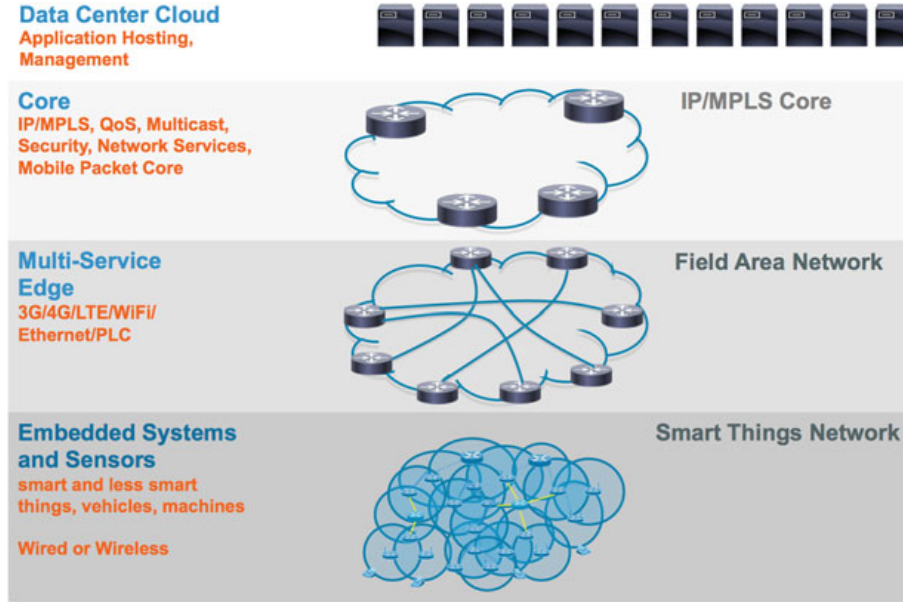 Data Center Cloud
Application Hosting,
Management
Core
IP/MPLS, QoS, Multicast,
Security, Network Services,
Mobile Packet Core
IP/MPLS Core
Multi-Service
Edge
3G/4G/LTE/WiFi/
Ethernet/PLC
Field Area Network
Embedded Systems
and Sensors
smart and less smart
things, vehicles, machines
Wired or Wireless
Smart Things Network